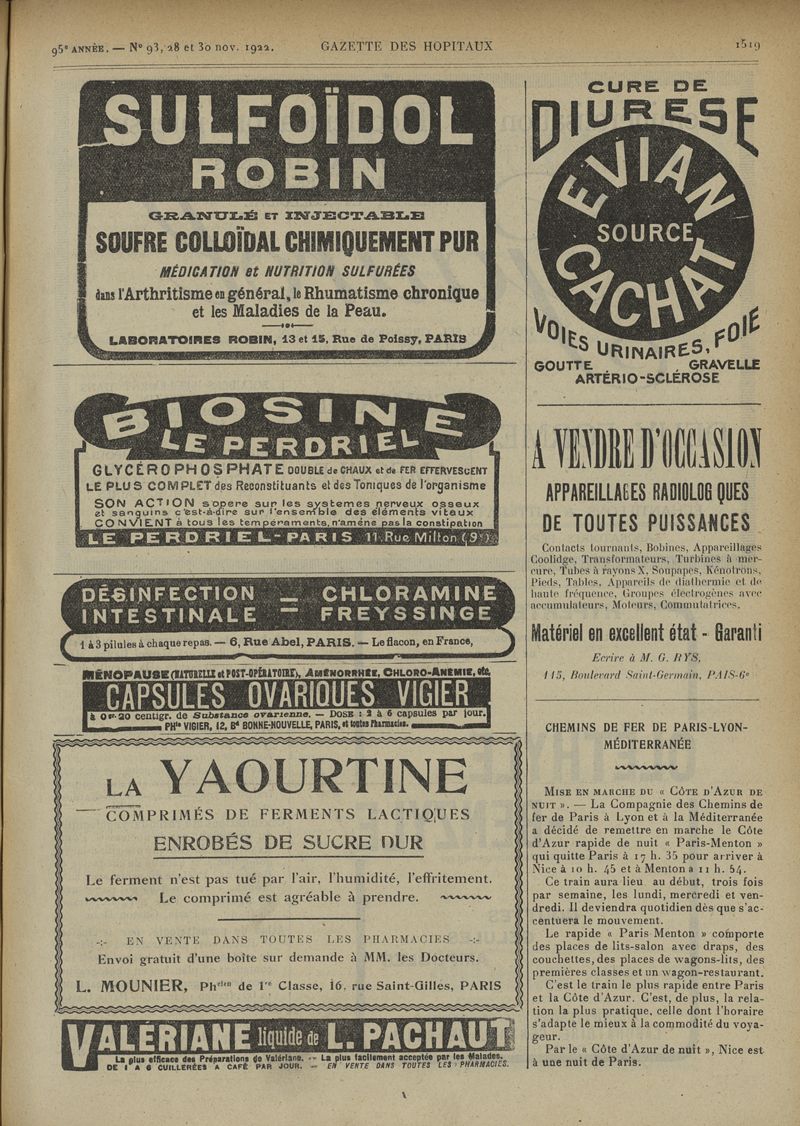 95e ANNÉE. — No 93, 28 et 30 nov. 1922.
GAZETTE DES HOPITAUX
1519
SULFOÏDOL
ROBIN
GRANULÉ ET INJECTABLE
SOUFRE COLLOÏDAL CHIMIQUEMENT PUR
MÉDICATION et NUTRITION SULFURÉES
dans l'Arthritisme en général, le Rhumatisme chronique
et les Maladies de la Peau.
LABORATOIRES ROBIN, 13 et 15, Rue de Poissy, PARIS
BIOSINE
LE PERDRIEL
GLYCÉROPHOSPHATE DOUBLE de CHAUX et de FER EFFERVESCENT
LE PLUS COMPLET des Reconstituants et des Toniques de l'organisme
SON ACTION s'opère sur les systemes nerveux osseux
et sanguins c'est-à-dire sur l'ensemble des éléments vitaux
CONVIENT à tous les tempéraments, n'amène pas la constipation
LE PERDRIEL - PARIS 11, Rue Milton (9e)
DÉSINFECTION = CHLORAMINE
INTESTINALE = FREYSSINGE
1 à 3 pilules à chaque repas. — 6, Rue Abel, PARIS. — Le flacon, en France,
MÉNOPAUSE (NATURELLE et POST-OPÉRATOIRE), AMÉNORRHÉE, CHLORO-ANÉMIE, etc.
CAPSULES OVARIQUES VIGIER
à 0 gr. 20 centigr. de Substance ovarienne. — DOSE : 2 à 6 capsules par jour.
PHie VIGIER, 12, Bd BONNE-NOUVELLE, PARIS, et toutes Pharmacies.
LA YAOURTINE
COMPRIMÉS DE FERMENTS LACTIQUES
ENROBÉS DE SUCRE DUR
Le ferment n'est pas tué par l'air, l'humidité, l'effritement.
Le comprimé est agréable à prendre.
-:- EN VENTE DANS TOUTES LES PHARMACIES -:-
Envoi gratuit d'une boîte sur demande à MM. les Docteurs.
L. MOUNIER, Phcien de 1re Classe, 16, rue Saint-Gilles, PARIS
VALÉRIANE liquide de L. PACHAUT
La plus efficace des Préparations de Valériane. -- La plus facilement acceptée par les Malades.
DE 1 A 6 CUILLERÉES A CAFÉ PAR JOUR. — EN VENTE DANS TOUTES LES PHARMACIES.
CURE DE
DIURESE
EVIAN
SOURCE
CACHAT
VOIES URINAIRES, FOIE
GOUTTE GRAVELLE
ARTÉRIO-SCLÉROSE
A VENDRE D'OCCASION
APPAREILLAGES RADIOLOG QUES
DE TOUTES PUISSANCES
Contacts tournants, Bobines, Appareillages
Coolidge, Transformateurs, Turbines à mer-
cure, Tubes à rayons X, Soupapes, Kénotrons,
Pieds, Tables, Appareils de diathermie et de
haute fréquence, Groupes électrogènes avec
accumulateurs, Moteurs, Commutatrices.
Matériel en excellent état - Garanti
Ecrire à M. G. RYS,
115, Boulevard Saint-Germain, PAIS-6e
CHEMINS DE FER DE PARIS-LYON-
MÉDITERRANÉE
MISE EN MARCHE DU « CÔTE D'AZUR DE
NUIT ». — La Compagnie des Chemins de
fer de Paris à Lyon et à la Méditerranée
a décidé de remettre en marche le Côte
d'Azur rapide de nuit « Paris-Menton »
qui quitte Paris à 17 h. 35 pour arriver à
Nice à 10 h. 45 et à Menton à 11 h. 54.
Ce train aura lieu au début, trois fois
par semaine, les lundi, mercredi et ven-
dredi. Il deviendra quotidien dès que s'ac-
centuera le mouvement.
Le rapide « Paris Menton » comporte
des places de lits-salon avec draps, des
couchettes, des places de wagons-lits, des
premières classes et un wagon-restaurant.
C'est le train le plus rapide entre Paris
et la Côte d'Azur. C'est, de plus, la rela-
tion la plus pratique, celle dont l'horaire
s'adapte le mieux à la commodité du voya-
geur.
Par le « Côte d'Azur de nuit », Nice est
à une nuit de Paris.